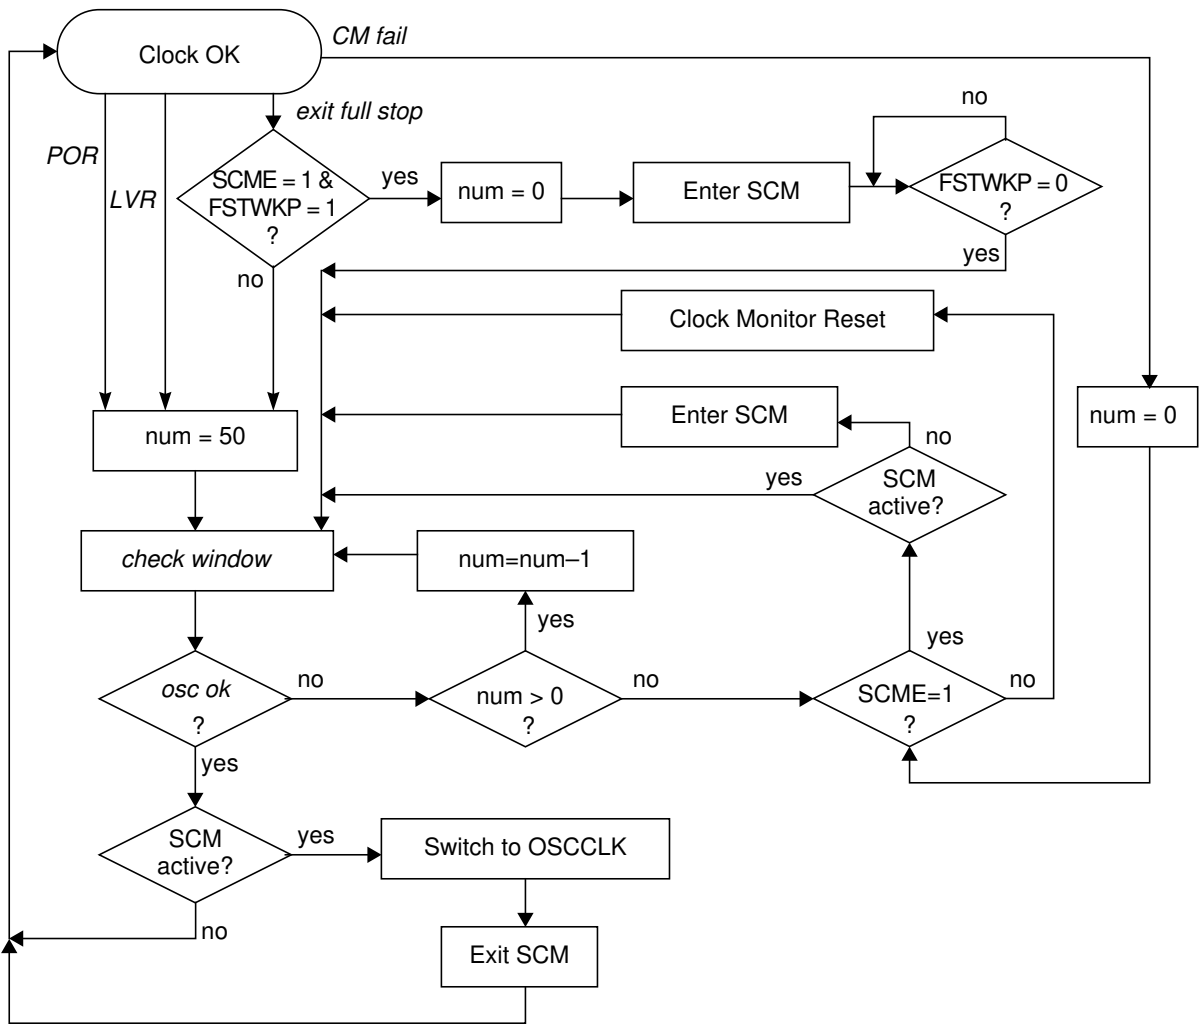 CM fail
Clock OK
no
exit full stop
POR
SCME = 1 &
FSTWKP = 1
?
yes
num = 0
Enter SCM
FSTWKP = 0
?
LVR
yes
no
Clock Monitor Reset
Enter SCM
num = 0
num = 50
no
SCM
active?
yes
check window
num=num–1
yes
yes
osc ok
?
no
num > 0
?
no
SCME=1
?
no
yes
SCM
active?
yes
Switch to OSCCLK
no
Exit SCM